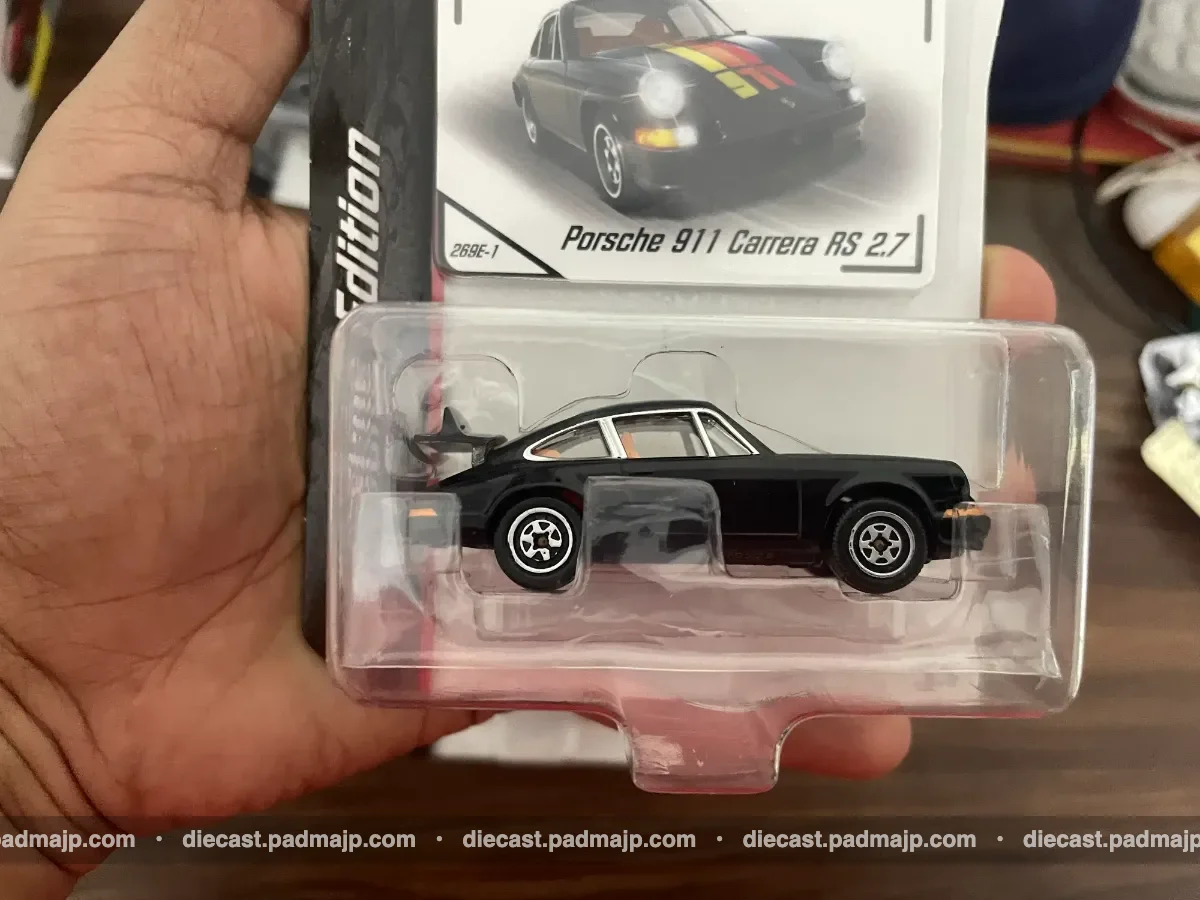 Edition
269E-1
Porsche 911 Carrera RS 2.7
padmajp.com • diecast.padmajp.com • diecast.padmajp.com • diecast.padmajp.com • diecast.padmajp